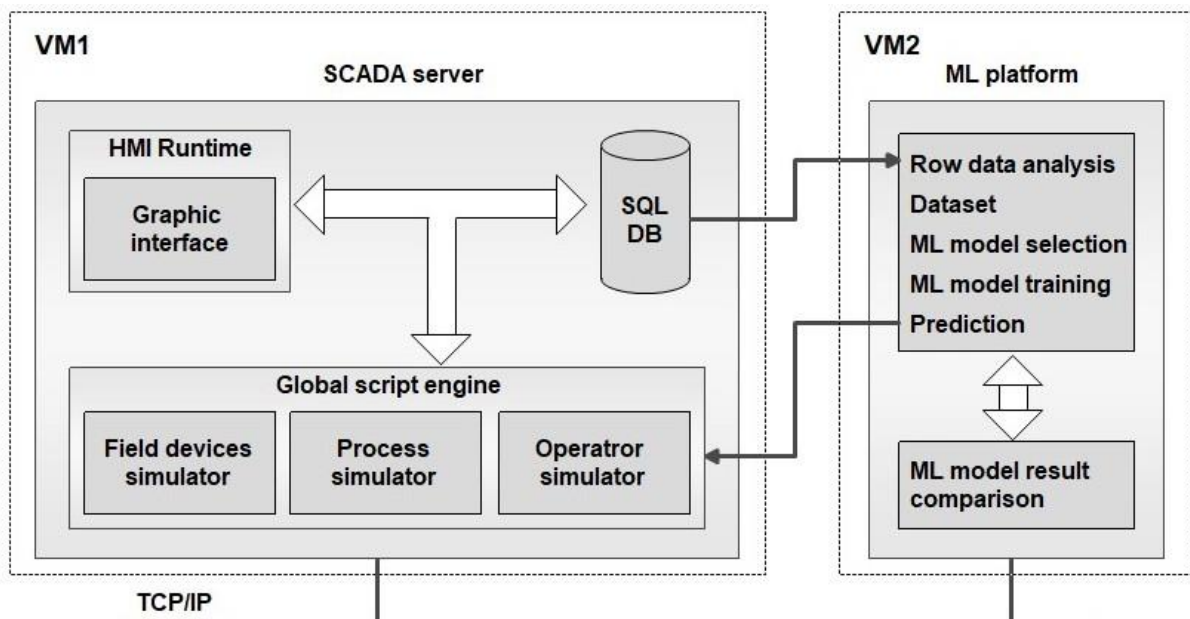 VM1
SCADA server
HMI Runtime
Graphic
interface
SQL
DB
Global script engine
Field devices
simulator
Process
simulator
Operatror
simulator
TCP/IP
VM2
ML platform
Row data analysis
Dataset
ML model selection
ML model training
Prediction
ML model result
comparison